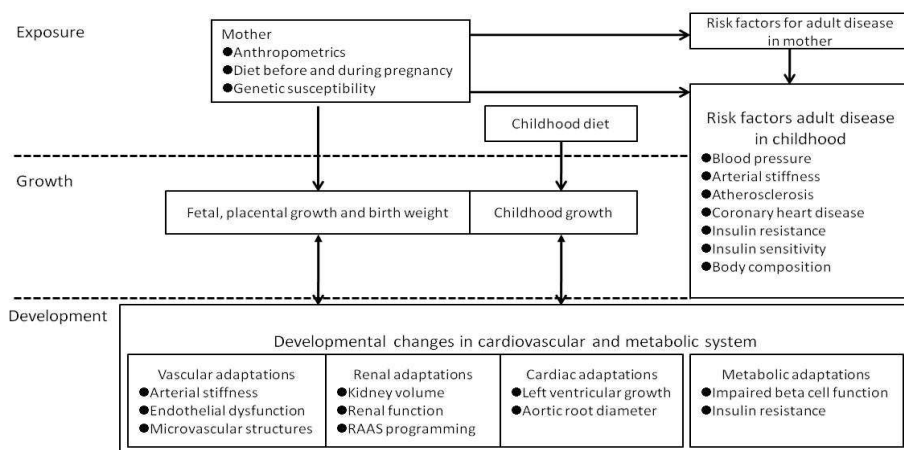 Exposure
Mother
●Anthropometrics
●Diet before and during pregnancy
●Genetic susceptibility
Risk factors for adult disease
in mother
Childhood diet
Risk factors adult disease
in childhood
●Blood pressure
●Arterial stiffness
●Atherosclerosis
●Coronary heart disease
●Insulin resistance
●Insulin sensitivity
●Body composition
Growth
Fetal, placental growth and birth weight
Childhood growth
Development
Developmental changes in cardiovascular and metabolic system
Vascular adaptations
●Arterial stiffness
●Endothelial dysfunction
●Microvascular structures
Renal adaptations
●Kidney volume
●Renal function
●RAAS programming
Cardiac adaptations
●Left ventricular growth
●Aortic root diameter
Metabolic adaptations
●Impaired beta cell function
●Insulin resistance